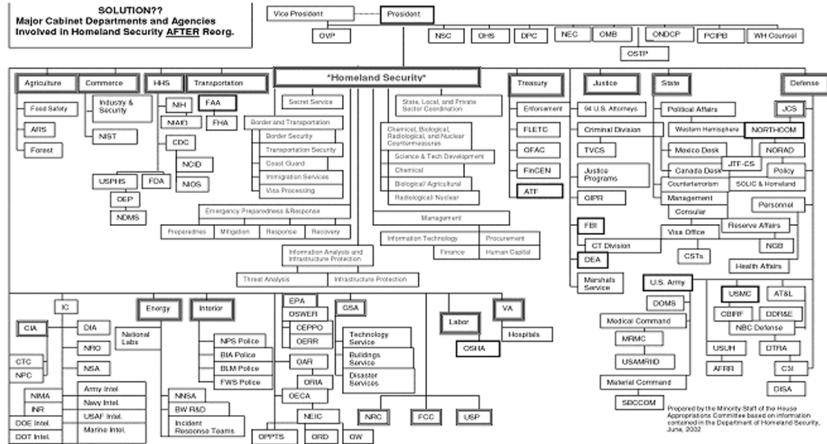 SOLUTION??
Major Cabinet Departments and Agencies
Involved in Homeland Security AFTER Reorg.
Vice President
President
OVP
NSC
OHS
DPC
NEC
OMB
ONDCP
PCIPB
WH Counsel
OSTP
Agriculture
Commerce
HHS
Transportation
*Homeland Security*
Treasury
Justice
State
Defense
Food Safety
ARS
Forest
Industry &
Security
NIST
NIH
NIAID
CDC
NCID
NIOS
USPHS
FDA
OEP
NDMS
FAA
FHA
Secret Service
Border and Transportation
Border Security
Transportation Security
Coast Guard
Immigration Services
Visa Processing
Emergency Preparedness &Response
Preparednes
Mitigation
Response
Recovery
State, Local, and Private
Sector Coordination
Chemical, Biological,
Radiological, and Nuclear
Countermeasures
Science & Tech Development
Chemical
Biological/ Agricultural
Radiological/ Nuclear
Management
Information Technology
Procurement
Finance
Human Capital
Information Analysis and
Infrastructure Protection
Threat Analysis
Infrastructure Protection
Enforcement
FLETC
OFAC
FinCEN
ATF
94 U.S. Attorneys
Criminal Division
TVCS
Justice
Programs
OIPR
FBI
CT Division
DEA
Marshals
Service
Political Affairs
Western Hemisphere
Mexico Desk
Canada Desk
Counterterrorism
Management
Consular
Visa Office
CSTs
JCS
NORTHCOM
NORAD
JTF-CS
Policy
SOLIC & Homeland
Personnel
Reserve Affairs
NGB
Health Affairs
U.S. Army
DOMS
Medical Command
MRMC
USAMRIID
Material Command
SBCCOM
USMC
CBIRF
AT&L
DDR&E
NBC Defense
USUH
DTRA
AFRR
C3I
DISA
IC
CIA
DIA
NRO
NSA
CTC
NPC
NIMA
INR
DOE Intel.
DOT Intel.
Army Intel.
Navy Intel.
USAF Intel.
Marine Intel.
Energy
National
Labs
NNSA
BW R&D
Incident
Response Teams
Interior
NPS Police
BIA Police
BLM Police
FWS Police
EPA
OSWER
CEPPO
OERR
OAR
ORIA
OECA
NEIC
OPPTS
ORD
OW
GSA
Technology
Service
Buildings
Service
Disaster
Services
NRC
FCC
USP
Labor
OSHA
VA
Hospitals
Prepared by the Minority Staff of the House
Appropriations Committee based on information
contained in the Department of Homeland Security,
June, 2002